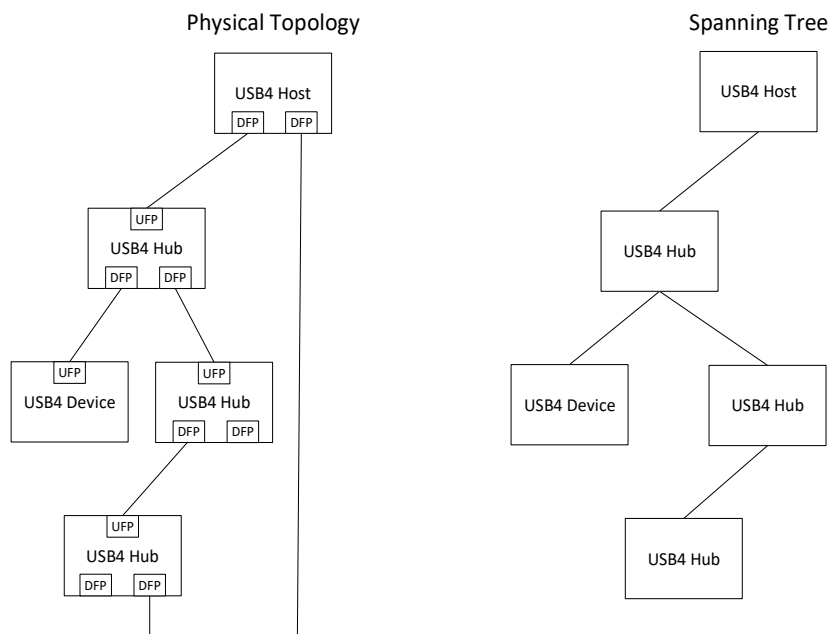 Physical Topology
USB4 Host
DFP DFP
UFP
USB4 Hub
DFP DFP
UFP
USB4 Device
UFP
USB4 Hub
DFP DFP
UFP
USB4 Hub
DFP DFP
Spanning Tree
USB4 Host
USB4 Hub
USB4 Device
USB4 Hub
USB4 Hub